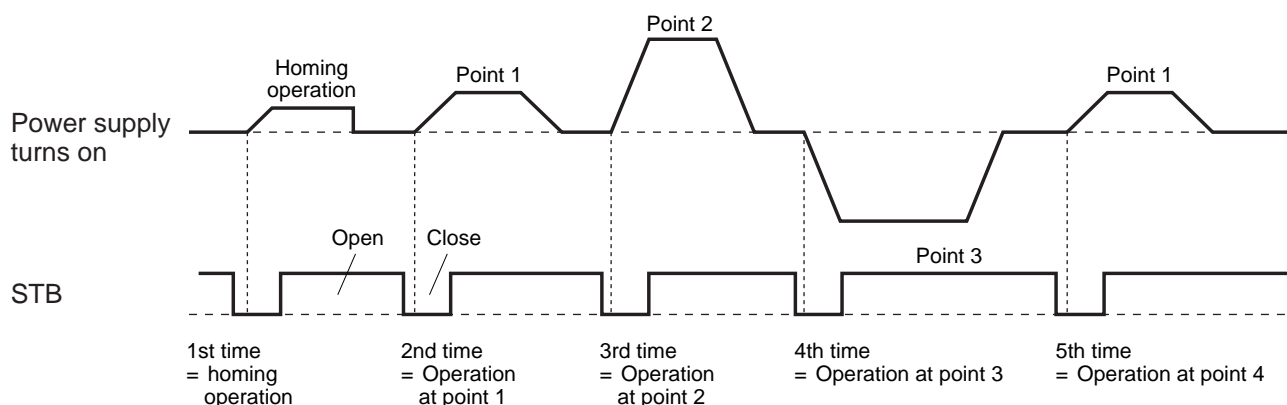 Point 2
Homing
operation
Point 1
Point 1
Power supply
turns on
Open
Close
Point 3
STB
1st time
= homing
operation
2nd time
= Operation
at point 1
3rd time
= Operation
at point 2
4th time
= Operation at point 3
5th time
= Operation at point 4